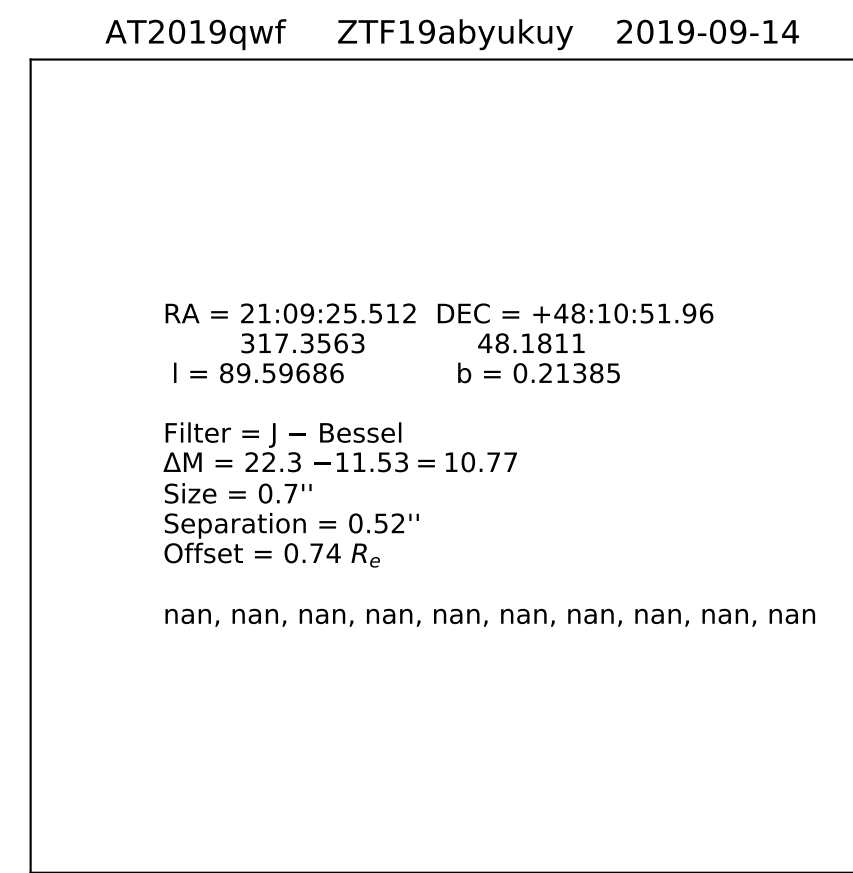 AT2019qwf ZTF19abyukuy 2019-09-14
RA = 21:09:25.512 DEC = +48:10:51.96
317.3563 48.1811
l = 89.59686 b = 0.21385
Filter = J − Bessel
ΔM = 22.3 −11.53 = 10.77
Size = 0.7''
Separation = 0.52''
Offset = 0.74 Re
nan, nan, nan, nan, nan, nan, nan, nan, nan, nan